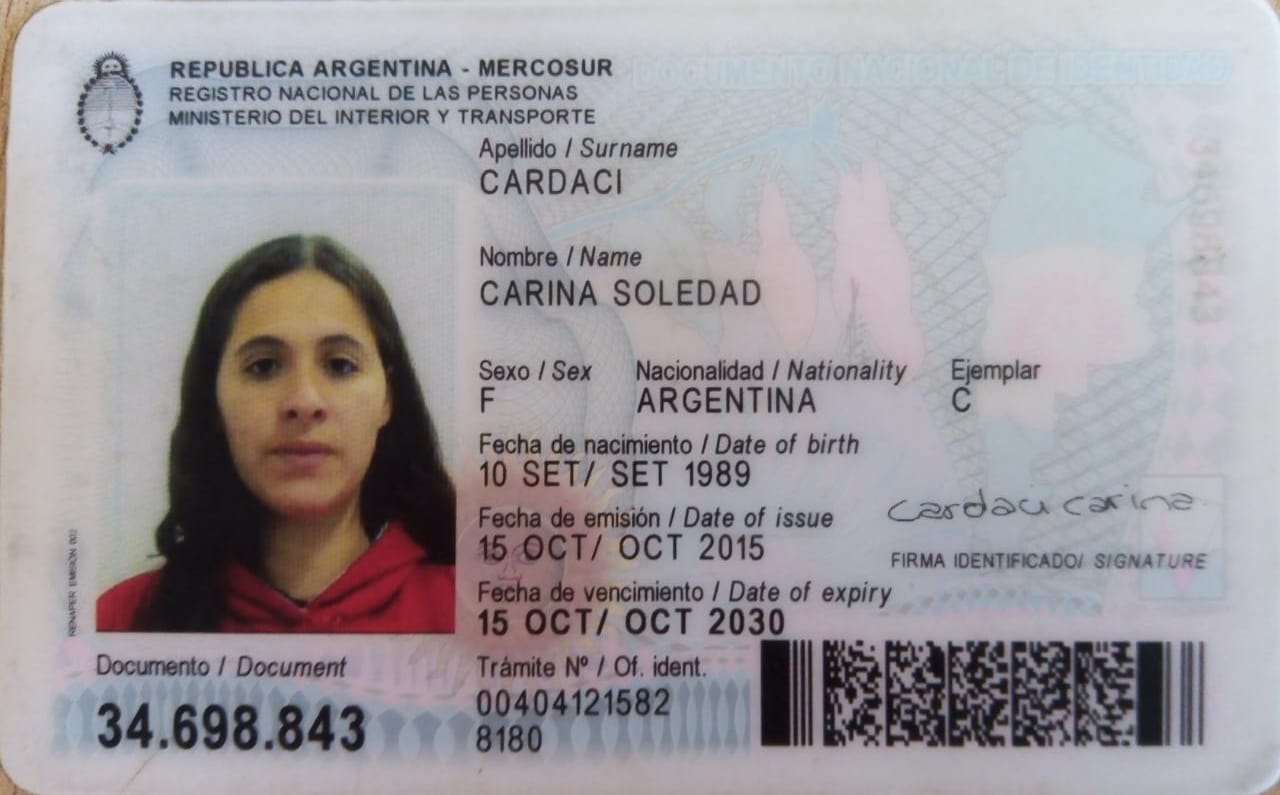 REPUBLICA ARGENTINA - MERCOSUR
REGISTRO NACIONAL DE LAS PERSONAS
MINISTERIO DEL INTERIOR Y TRANSPORTE
DOCUMENTO NACIONAL DE IDENTIDAD
Apellido / Surname
CARDACI
Nombre / Name
CARINA SOLEDAD
Sexo / Sex Nacionalidad / Nationality Ejemplar
F ARGENTINA C
Fecha de nacimiento / Date of birth
10 SET/ SET 1989
Fecha de emisión / Date of issue
15 OCT/ OCT 2015
cardaci carina
FIRMA IDENTIFICADO/ SIGNATURE
Fecha de vencimiento / Date of expiry
15 OCT/ OCT 2030
Documento / Document
34.698.843
Trámite Nº / Of. ident.
00404121582
8180
RENAPER EMISIÓN 002
34698843